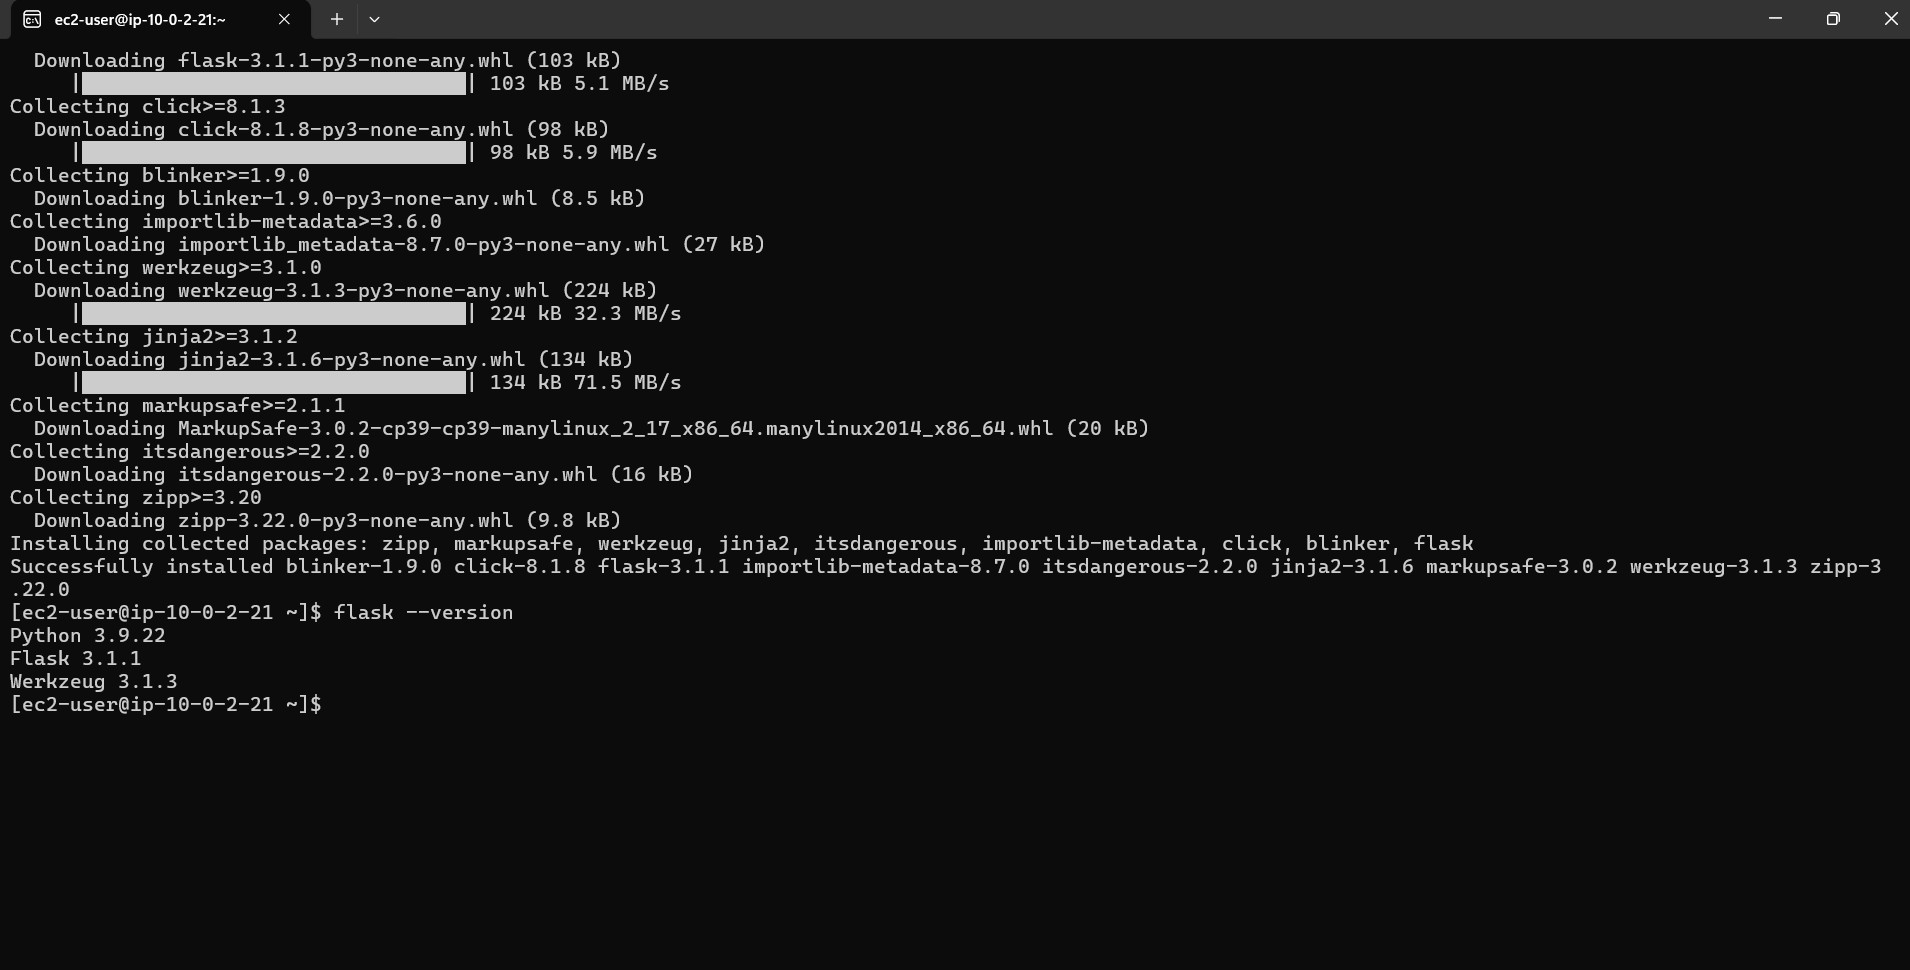 ec2-user@ip-10-0-2-21:~
Downloading flask-3.1.1-py3-none-any.whl (103 kB)
| | 103 kB 5.1 MB/s
Collecting click>=8.1.3
Downloading click-8.1.8-py3-none-any.whl (98 kB)
| | 98 kB 5.9 MB/s
Collecting blinker>=1.9.0
Downloading blinker-1.9.0-py3-none-any.whl (8.5 kB)
Collecting importlib-metadata>=3.6.0
Downloading importlib_metadata-8.7.0-py3-none-any.whl (27 kB)
Collecting werkzeug>=3.1.0
Downloading werkzeug-3.1.3-py3-none-any.whl (224 kB)
| | 224 kB 32.3 MB/s
Collecting jinja2>=3.1.2
Downloading jinja2-3.1.6-py3-none-any.whl (134 kB)
| | 134 kB 71.5 MB/s
Collecting markupsafe>=2.1.1
Downloading MarkupSafe-3.0.2-cp39-cp39-manylinux_2_17_x86_64.manylinux2014_x86_64.whl (20 kB)
Collecting itsdangerous>=2.2.0
Downloading itsdangerous-2.2.0-py3-none-any.whl (16 kB)
Collecting zipp>=3.20
Downloading zipp-3.22.0-py3-none-any.whl (9.8 kB)
Installing collected packages: zipp, markupsafe, werkzeug, jinja2, itsdangerous, importlib-metadata, click, blinker, flask
Successfully installed blinker-1.9.0 click-8.1.8 flask-3.1.1 importlib-metadata-8.7.0 itsdangerous-2.2.0 jinja2-3.1.6 markupsafe-3.0.2 werkzeug-3.1.3 zipp-3
.22.0
[ec2-user@ip-10-0-2-21 ~]$ flask --version
Python 3.9.22
Flask 3.1.1
Werkzeug 3.1.3
[ec2-user@ip-10-0-2-21 ~]$